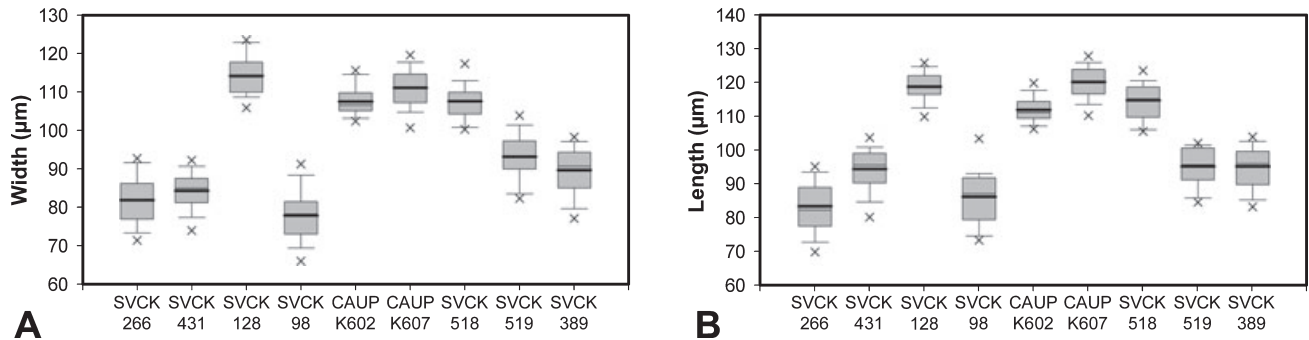 130
120
110
100
90
80
70
60
Width (µm)
SVCK SVCK SVCK SVCK CAUP CAUP SVCK SVCK SVCK
266 431 128 98 K602 K607 518 519 389
A
140
130
120
110
100
90
80
70
60
Length (µm)
SVCK SVCK SVCK SVCK CAUP CAUP SVCK SVCK SVCK
266 431 128 98 K602 K607 518 519 389
B